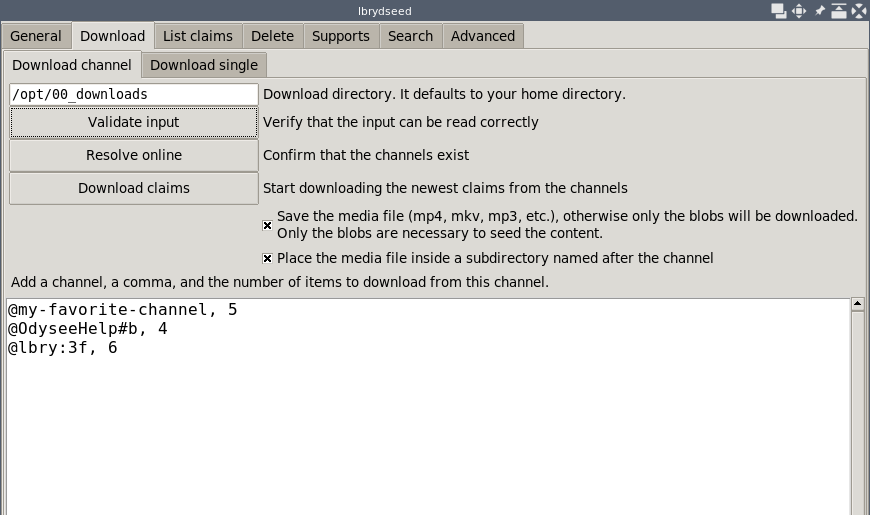 lbrydseed
General Download List claims Delete Supports Search Advanced
Download channel Download single
/opt/00_downloads Download directory. It defaults to your home directory.
Validate input Verify that the input can be read correctly
Resolve online Confirm that the channels exist
Download claims Start downloading the newest claims from the channels
Save the media file (mp4, mkv, mp3, etc.), otherwise only the blobs will be downloaded.
Only the blobs are necessary to seed the content.
Place the media file inside a subdirectory named after the channel
Add a channel, a comma, and the number of items to download from this channel.
@my-favorite-channel, 5
@OdyseeHelp#b, 4
@lbry:3f, 6